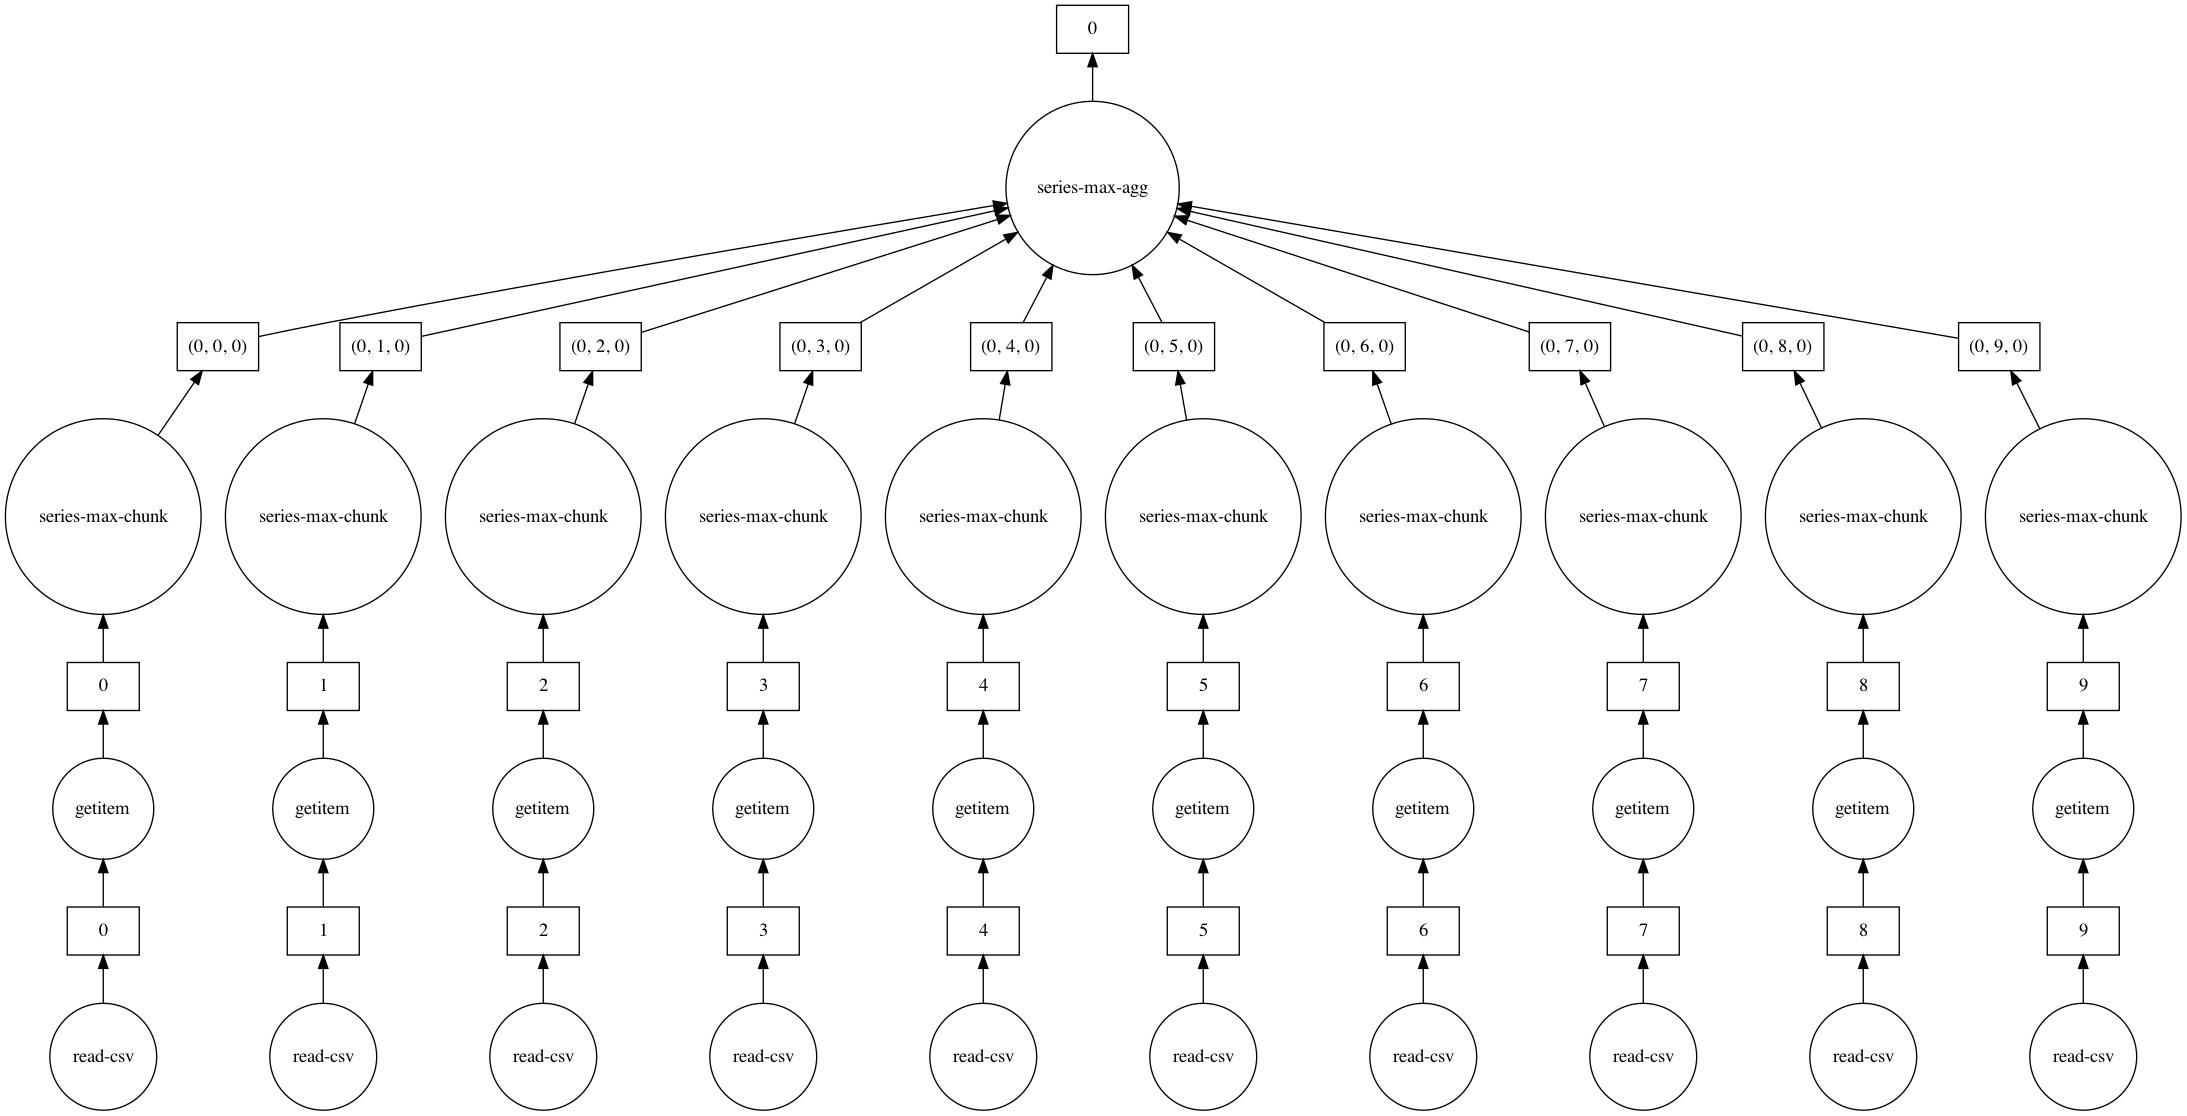 0
series-max-agg
(0, 0, 0) (0, 1, 0) (0, 2, 0) (0, 3, 0) (0, 4, 0) (0, 5, 0) (0, 6, 0) (0, 7, 0) (0, 8, 0) (0, 9, 0)
series-max-chunk series-max-chunk series-max-chunk series-max-chunk series-max-chunk series-max-chunk series-max-chunk series-max-chunk series-max-chunk series-max-chunk
0 1 2 3 4 5 6 7 8 9
getitem getitem getitem getitem getitem getitem getitem getitem getitem getitem
0 1 2 3 4 5 6 7 8 9
read-csv read-csv read-csv read-csv read-csv read-csv read-csv read-csv read-csv read-csv